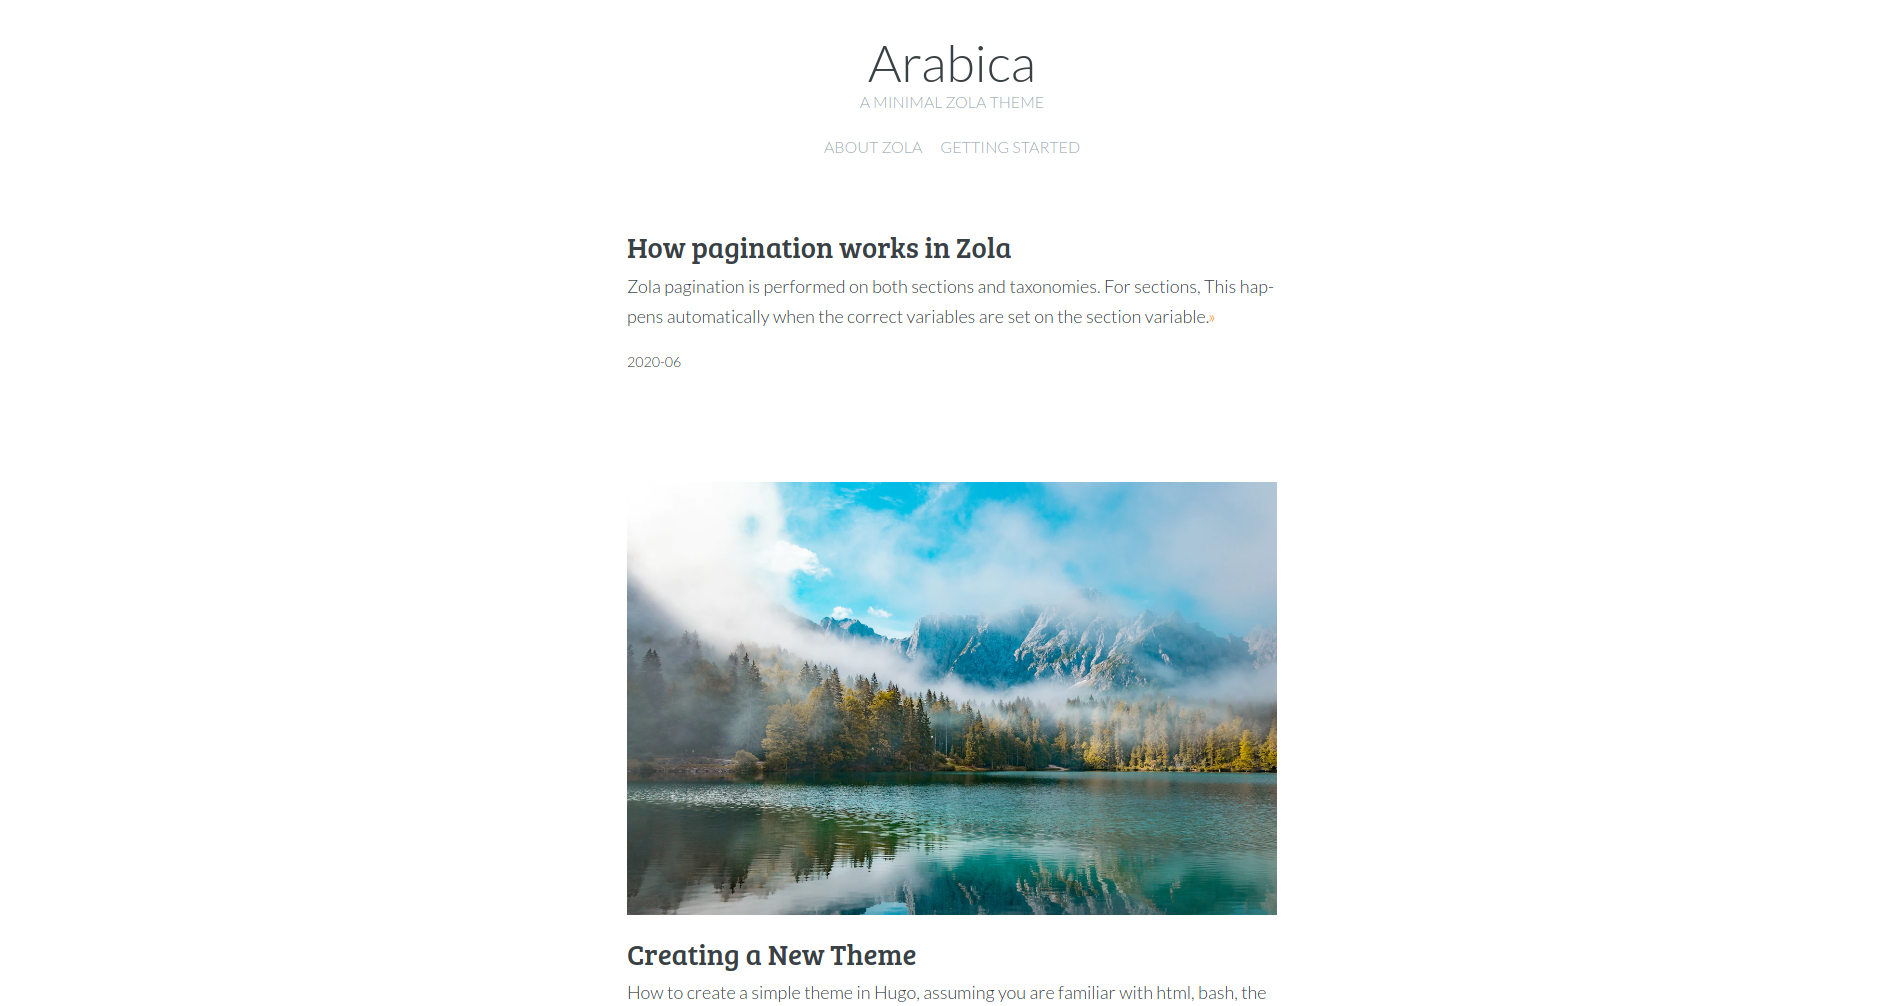 Arabica
A MINIMAL ZOLA THEME
ABOUT ZOLA GETTING STARTED
How pagination works in Zola
Zola pagination is performed on both sections and taxonomies. For sections, This hap-
pens automatically when the correct variables are set on the section variable.»
2020-06
Creating a New Theme
How to create a simple theme in Hugo, assuming you are familiar with html, bash, the